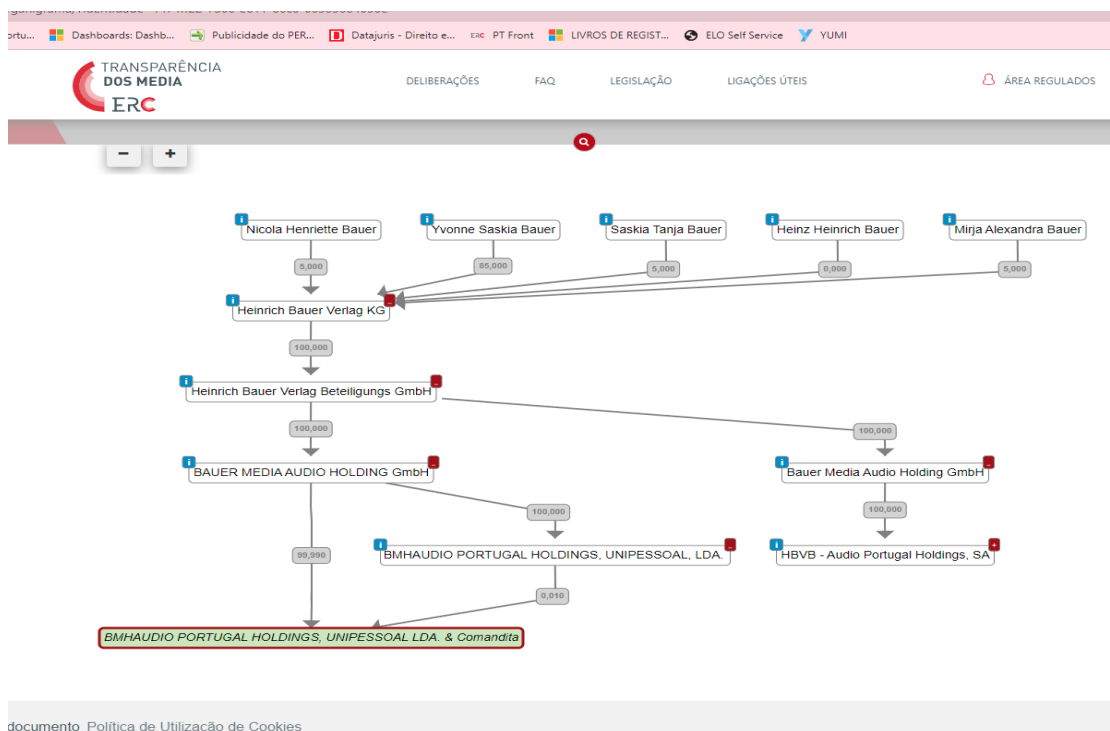 ortu... Dashboards: Dashb... Publicidade do PER... Datajuris - Direito e... ERC PT Front LIVROS DE REGIST... ELO Self Service YUMI
TRANSPARÊNCIA
DOS MEDIA
ERC
DELIBERAÇÕES FAQ LEGISLAÇÃO LIGAÇÕES ÚTEIS ÁREA REGULADOS
− +
Nicola Henriette Bauer Yvonne Saskia Bauer Saskia Tanja Bauer Heinz Heinrich Bauer Mirja Alexandra Bauer
5,000 85,000 5,000 0,000 5,000
Heinrich Bauer Verlag KG
100,000
Heinrich Bauer Verlag Beteiligungs GmbH
100,000 100,000
BAUER MEDIA AUDIO HOLDING GmbH Bauer Media Audio Holding GmbH
100,000 100,000
99,990 BMHAUDIO PORTUGAL HOLDINGS, UNIPESSOAL, LDA. HBVB - Audio Portugal Holdings, SA
0,010
BMHAUDIO PORTUGAL HOLDINGS, UNIPESSOAL LDA. & Comandita
documento Política de Utilização de Cookies